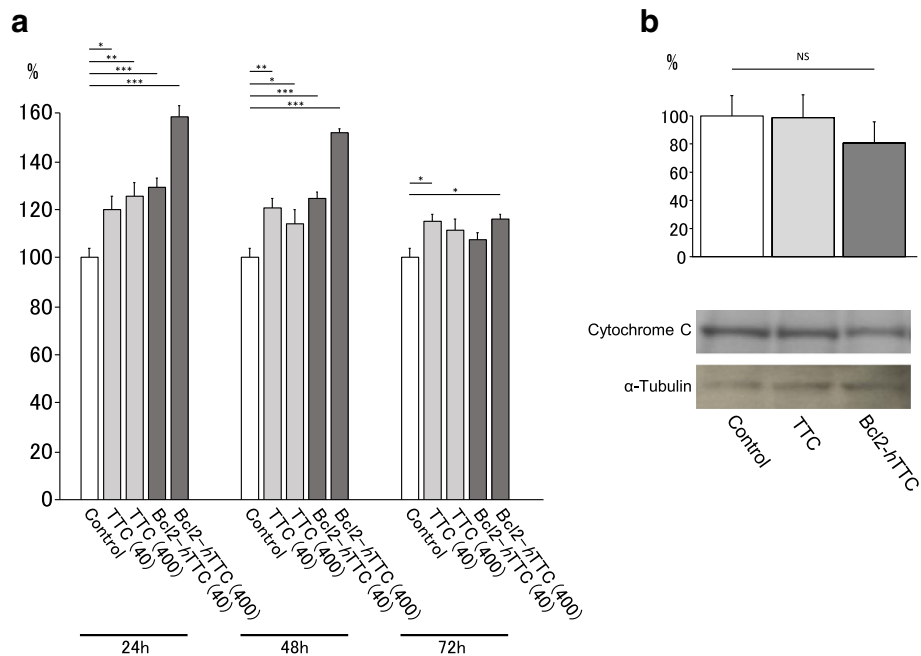 a
%
*
**
***
***
**
*
***
***
*
*
160
140
120
100
80
60
40
20
0
Control
TTC (40)
TTC (400)
Bcl2-hTTC (40)
Bcl2-hTTC (400)
Control
TTC (40)
TTC (400)
Bcl2-hTTC (40)
Bcl2-hTTC (400)
Control
TTC (40)
TTC (400)
Bcl2-hTTC (40)
Bcl2-hTTC (400)
24h
48h
72h
b
%
NS
100
80
60
40
20
0
Cytochrome C
α-Tubulin
Control
TTC
Bcl2-hTTC